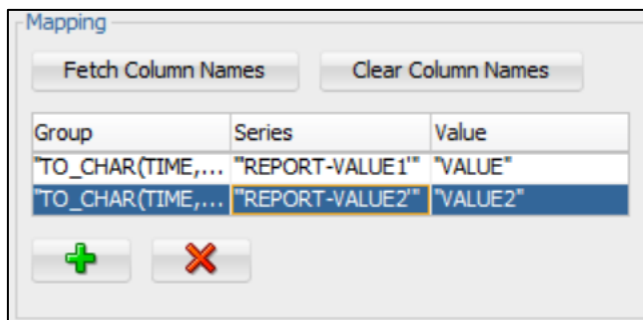 Mapping
Fetch Column Names Clear Column Names
Group Series Value
"TO_CHAR(TIME,... "'REPORT-VALUE1'" "VALUE"
"TO_CHAR(TIME,... "'REPORT-VALUE2'" "VALUE2"